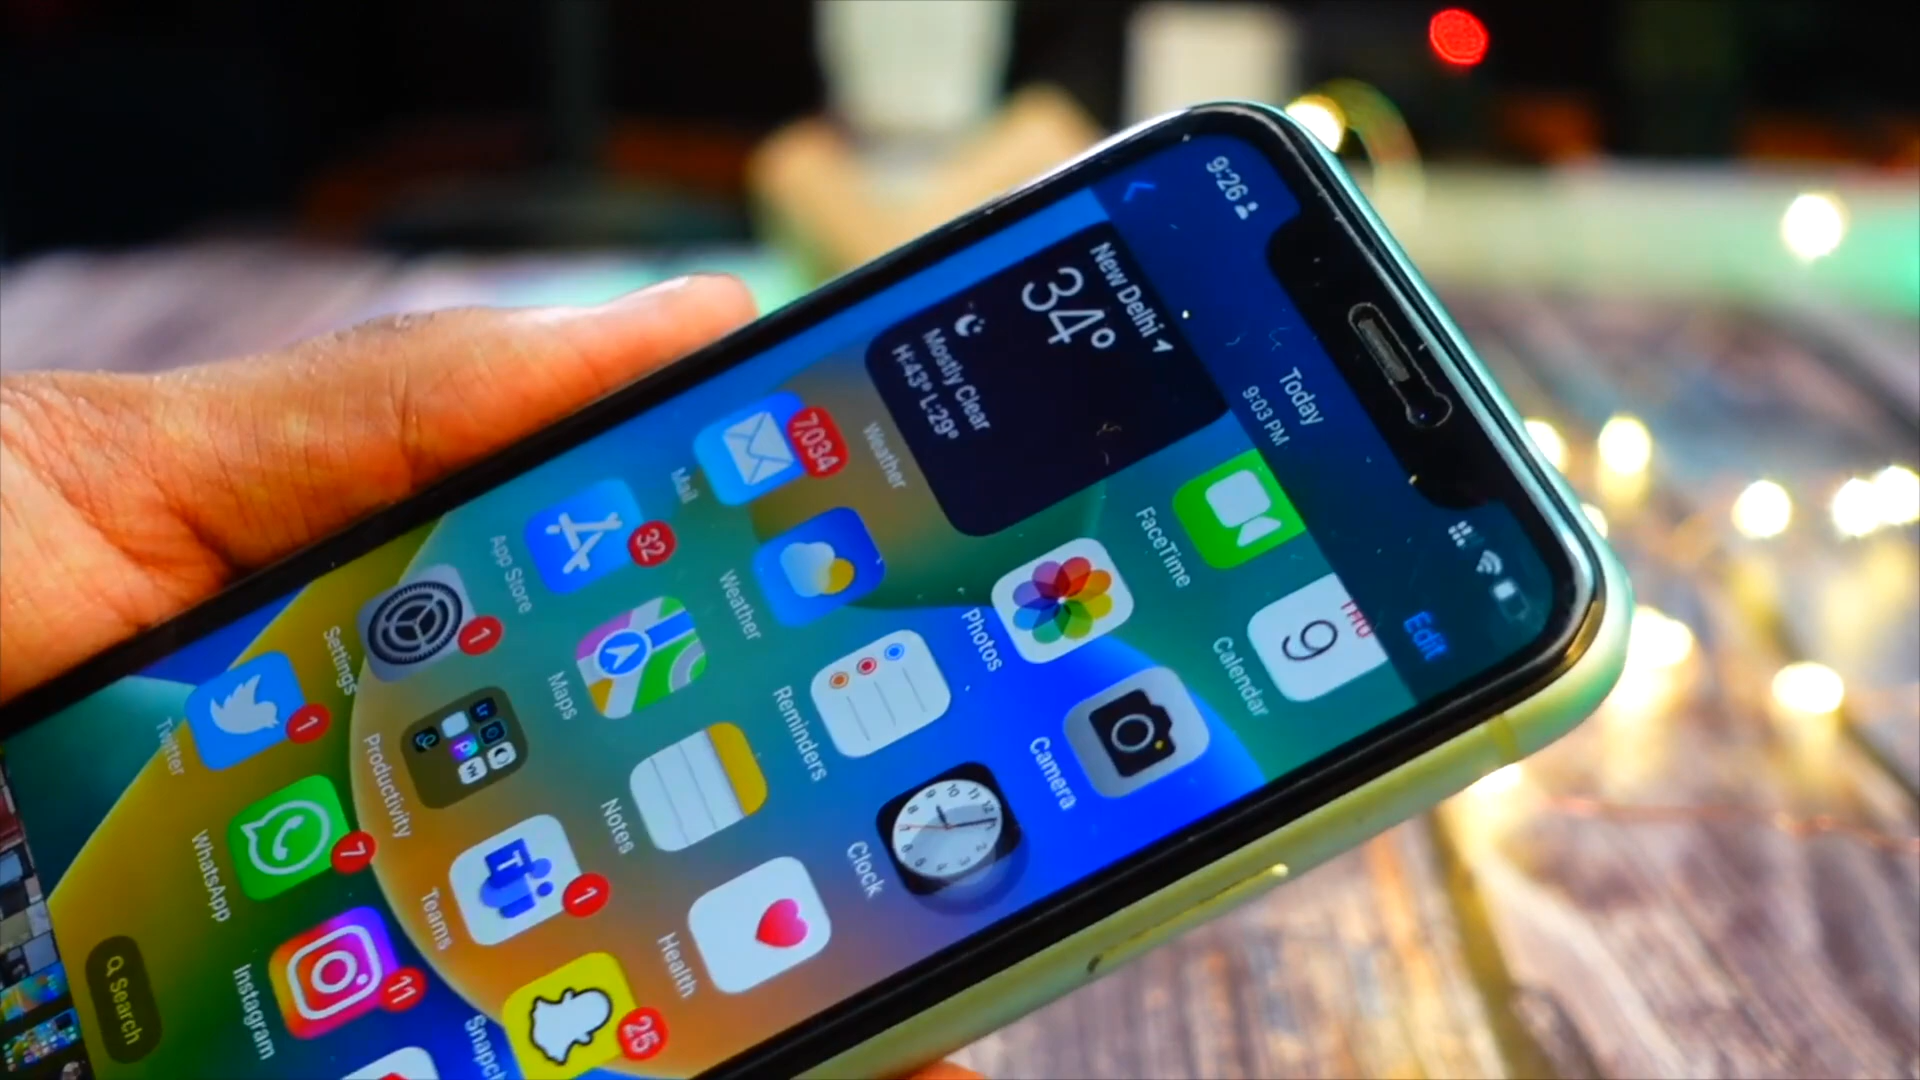 9:26
Today
9:03 PM
Edit
New Delhi
34°
Mostly Clear
H:43° L:29°
Weather
FaceTime
THU
9
Calendar
7,034
Mail
Weather
Photos
Camera
32
App Store
Maps
Reminders
Clock
1
Settings
Productivity
Notes
Health
1
Twitter
7
WhatsApp
1
Teams
11
Instagram
25
Snapch
Search